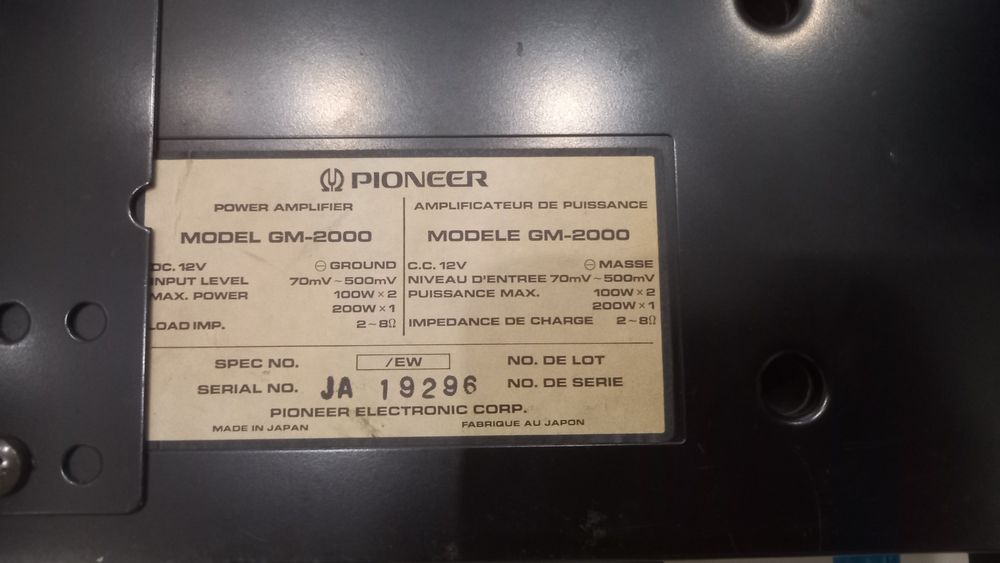 PIONEER
POWER AMPLIFIER
MODEL GM-2000
DC. 12V ⊖ GROUND
INPUT LEVEL 70mV~500mV
MAX. POWER 100W×2
200W×1
LOAD IMP. 2~8Ω
AMPLIFICATEUR DE PUISSANCE
MODELE GM-2000
C.C. 12V ⊖ MASSE
NIVEAU D'ENTREE 70mV~500mV
PUISSANCE MAX. 100W×2
200W×1
IMPEDANCE DE CHARGE 2~8Ω
SPEC NO. /EW NO. DE LOT
SERIAL NO. JA 19296 NO. DE SERIE
PIONEER ELECTRONIC CORP.
MADE IN JAPAN FABRIQUE AU JAPON